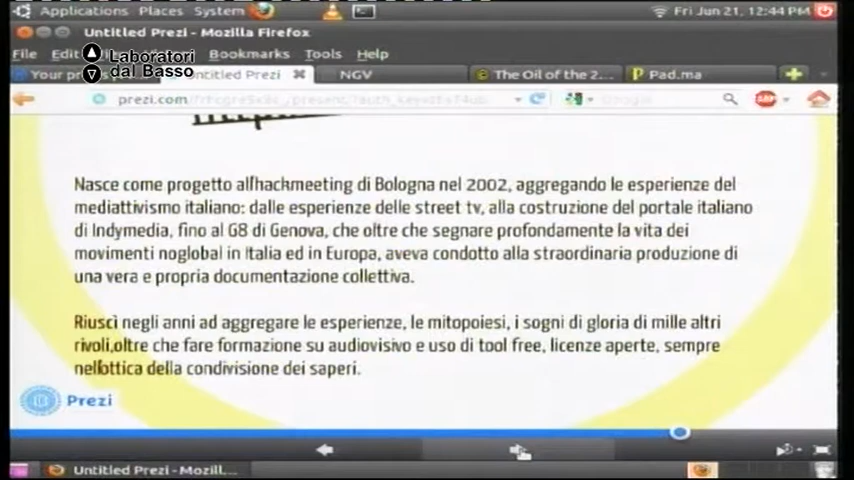 Applications Places System Fri Jun 21, 12:44 PM
Untitled Prezi - Mozilla Firefox
File Edit Bookmarks Tools Help
Laboratori
dal Basso
Your Untitled Prezi NGV The Oil of the 2... Pad.ma
prezi.com
Nasce come progetto all'hackmeeting di Bologna nel 2002, aggregando le esperienze del
mediattivismo italiano: dalle esperienze delle street tv, alla costruzione del portale italiano
di Indymedia, fino al G8 di Genova, che oltre che segnare profondamente la vita dei
movimenti noglobal in Italia ed in Europa, aveva condotto alla straordinaria produzione di
una vera e propria documentazione collettiva.
Riuscì negli anni ad aggregare le esperienze, le mitopoiesi, i sogni di gloria di mille altri
rivoli,oltre che fare formazione su audiovisivo e uso di tool free, licenze aperte, sempre
nell'ottica della condivisione dei saperi.
Prezi
Untitled Prezi - Mozill...